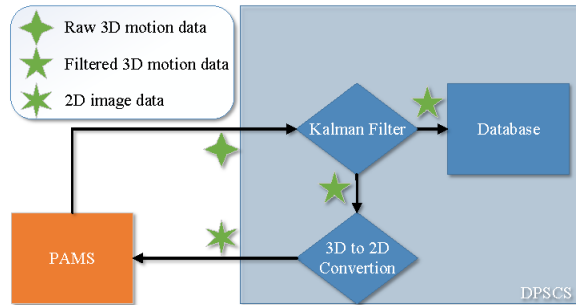 Raw 3D motion data
Filtered 3D motion data
2D image data
Kalman Filter
Database
PAMS
3D to 2D
Convertion
DPSCS